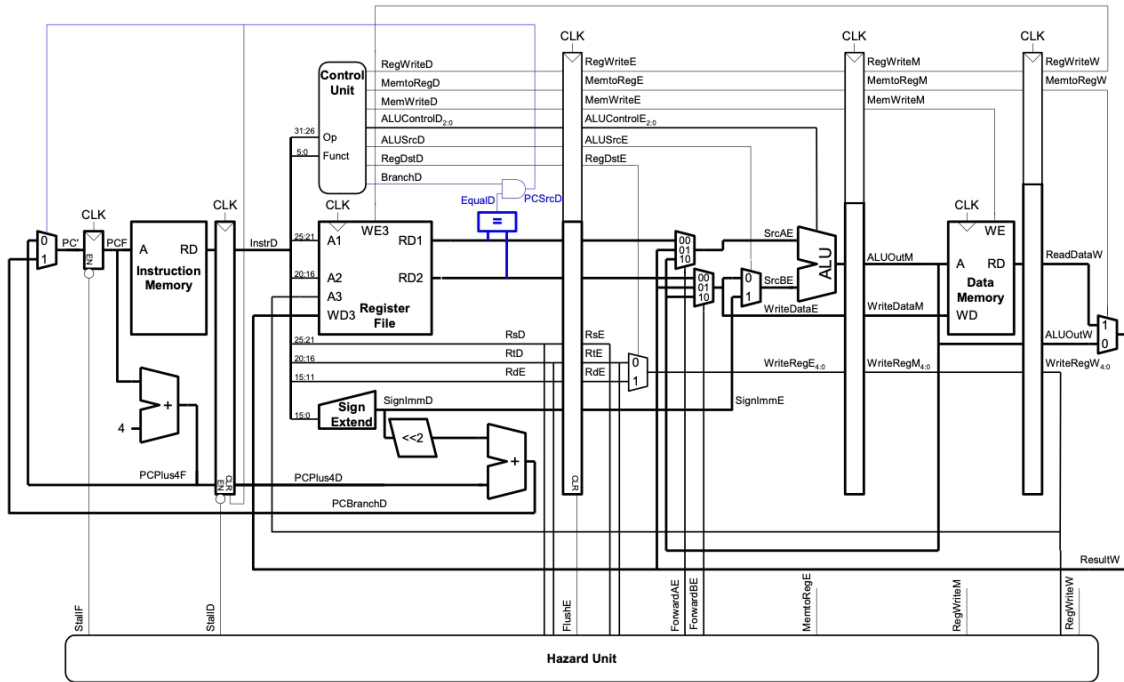 CLK CLK CLK
RegWriteD RegWriteE RegWriteM RegWriteW
Control Unit
MemtoRegD MemtoRegE MemtoRegM MemtoRegW
MemWriteD MemWriteE MemWriteM
ALUControlD2:0 ALUControlE2:0
31:26 Op
ALUSrcD ALUSrcE
5:0 Funct
RegDstD RegDstE
BranchD
EqualD PCSrcD
CLK CLK CLK CLK
WE3 WE
=
0 1 PC' PCF
EN
A RD
Instruction Memory
InstrD
25:21 A1 RD1
20:16 A2 RD2
A3
WD3
Register File
00 01 10
00 01 10
0 1
SrcAE
SrcBE
ALU
ALUOutM
A RD
Data Memory
WD
ReadDataW
WriteDataE WriteDataM
ALUOutW
1 0
25:21 RsD RsE
20:16 RtD RtE
15:11 RdE RdE
0 1
WriteRegE4:0 WriteRegM4:0 WriteRegW4:0
15:0 Sign Extend
SignImmD SignImmE
<<2
+
4
+
PCPlus4F PCPlus4D
EN CLR CLR
PCBranchD
ResultW
StallF
StallD
FlushE
ForwardAE
ForwardBE
MemtoRegE
RegWriteM
RegWriteW
Hazard Unit